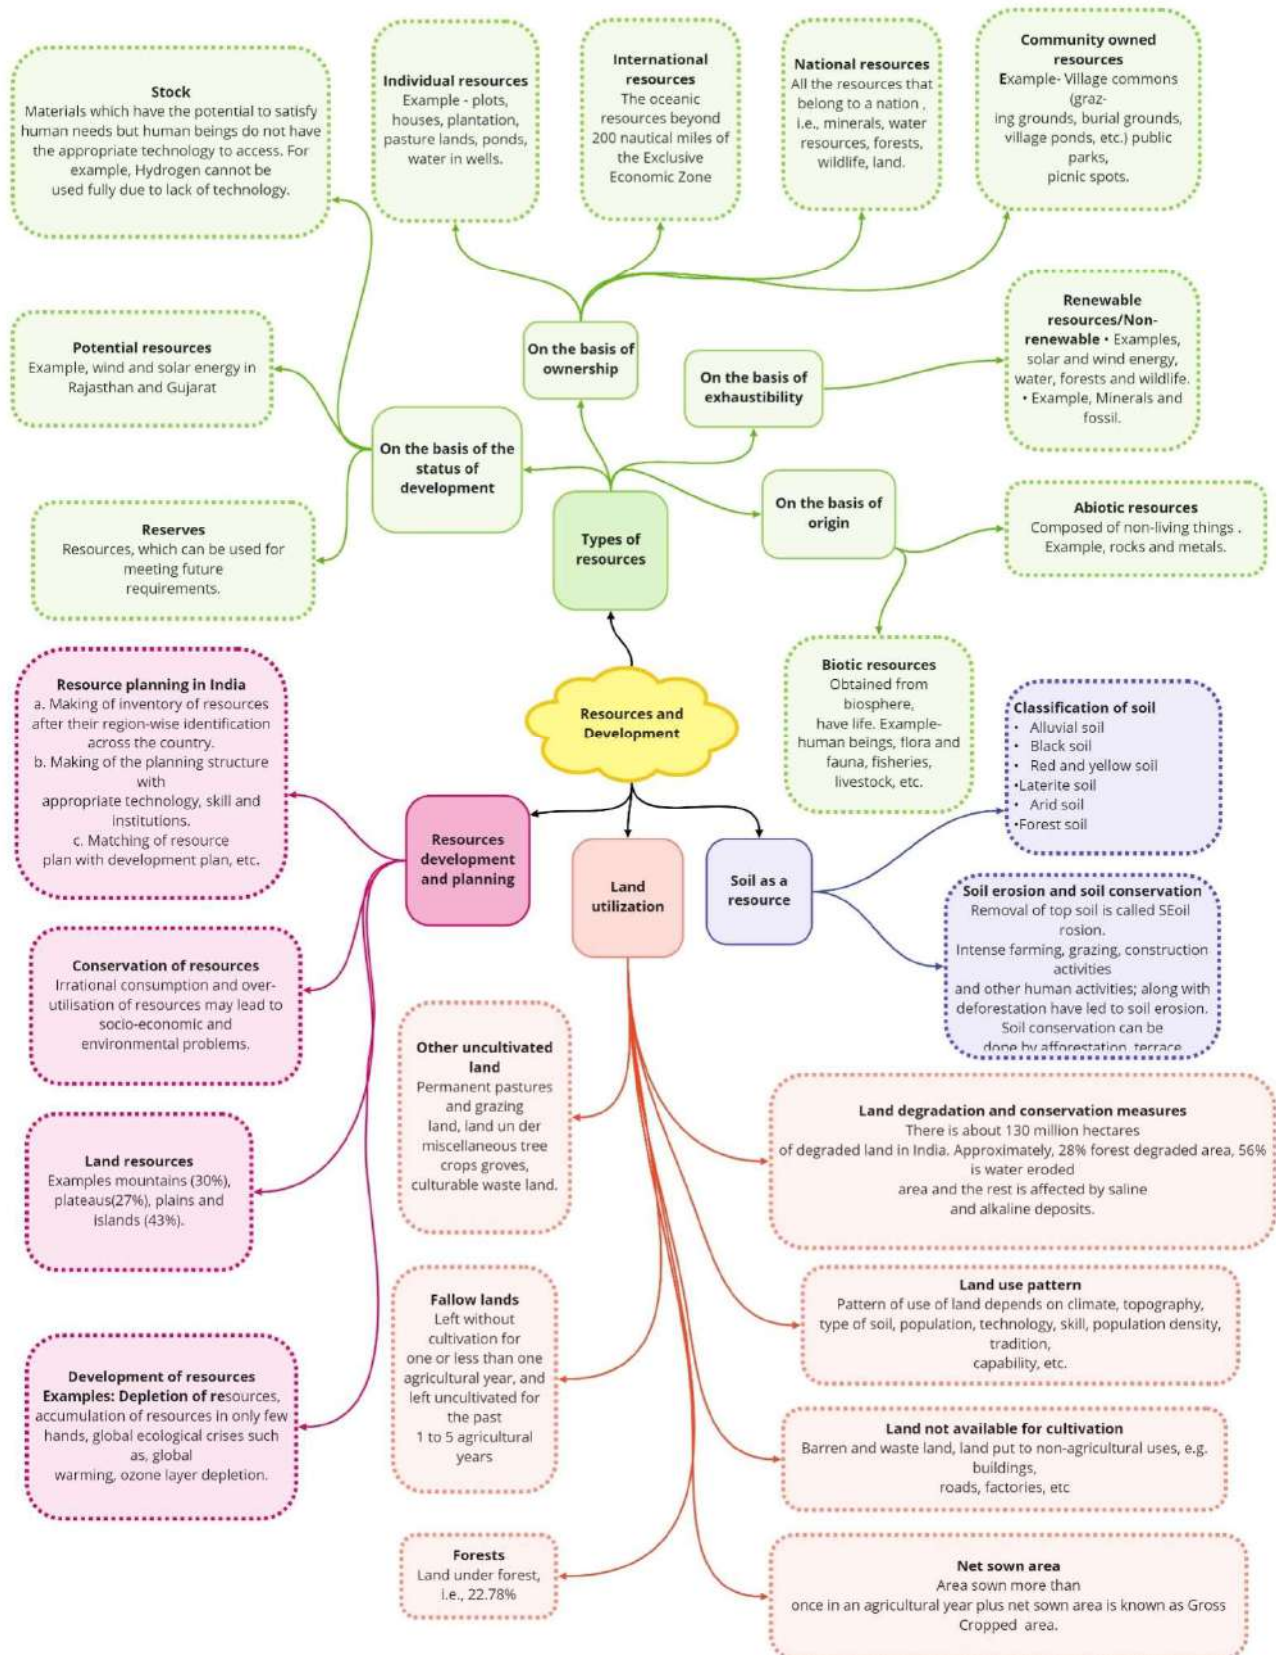 Stock
Materials which have the potential to satisfy
human needs but human beings do not have
the appropriate technology to access. For
example, Hydrogen cannot be
used fully due to lack of technology.
Individual resources
Example - plots,
houses, plantation,
pasture lands, ponds,
water in wells.
International
resources
The oceanic
resources beyond
200 nautical miles of
the Exclusive
Economic Zone
National resources
All the resources that
belong to a nation ,
i.e., minerals, water
resources, forests,
wildlife, land.
Community owned
resources
Example- Village commons
(graz-
ing grounds, burial grounds,
village ponds, etc.) public
parks,
picnic spots.
Potential resources
Example, wind and solar energy in
Rajasthan and Gujarat
On the basis of
ownership
On the basis of
exhaustibility
Renewable
resources/Non-
renewable • Examples,
solar and wind energy,
water, forests and wildlife.
• Example, Minerals and
fossil.
On the basis of the
status of
development
Reserves
Resources, which can be used for
meeting future
requirements.
Types of
resources
On the basis of
origin
Abiotic resources
Composed of non-living things .
Example, rocks and metals.
Biotic resources
Obtained from
biosphere,
have life. Example-
human beings, flora and
fauna, fisheries,
livestock, etc.
Resources and
Development
Resource planning in India
a. Making of inventory of resources
after their region-wise identification
across the country.
b. Making of the planning structure
with
appropriate technology, skill and
institutions.
c. Matching of resource
plan with development plan, etc.
Resources
development
and planning
Land
utilization
Soil as a
resource
Classification of soil
• Alluvial soil
• Black soil
• Red and yellow soil
•Laterite soil
• Arid soil
•Forest soil
Soil erosion and soil conservation
Removal of top soil is called SEoil
rosion.
Intense farming, grazing, construction
activities
and other human activities; along with
deforestation have led to soil erosion.
Soil conservation can be
done by afforestation, terrace
Conservation of resources
Irrational consumption and over-
utilisation of resources may lead to
socio-economic and
environmental problems.
Land resources
Examples mountains (30%),
plateaus(27%), plains and
islands (43%).
Development of resources
Examples: Depletion of resources,
accumulation of resources in only few
hands, global ecological crises such
as, global
warming, ozone layer depletion.
Other uncultivated
land
Permanent pastures
and grazing
land, land un der
miscellaneous tree
crops groves,
culturable waste land.
Fallow lands
Left without
cultivation for
one or less than one
agricultural year, and
left uncultivated for
the past
1 to 5 agricultural
years
Forests
Land under forest,
i.e., 22.78%
Land degradation and conservation measures
There is about 130 million hectares
of degraded land in India. Approximately, 28% forest degraded area, 56%
is water eroded
area and the rest is affected by saline
and alkaline deposits.
Land use pattern
Pattern of use of land depends on climate, topography,
type of soil, population, technology, skill, population density,
tradition,
capability, etc.
Land not available for cultivation
Barren and waste land, land put to non-agricultural uses, e.g.
buildings,
roads, factories, etc
Net sown area
Area sown more than
once in an agricultural year plus net sown area is known as Gross
Cropped area.